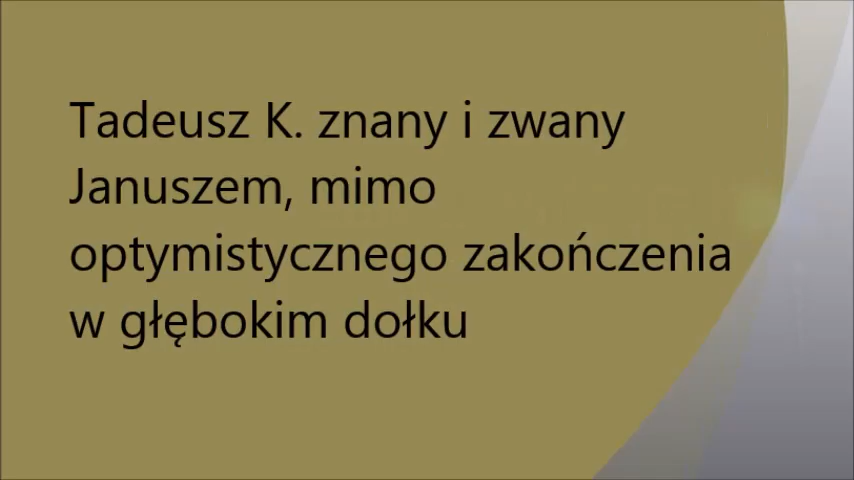 Tadeusz K. znany i zwany
Januszem, mimo
optymistycznego zakończenia
w głębokim dołku